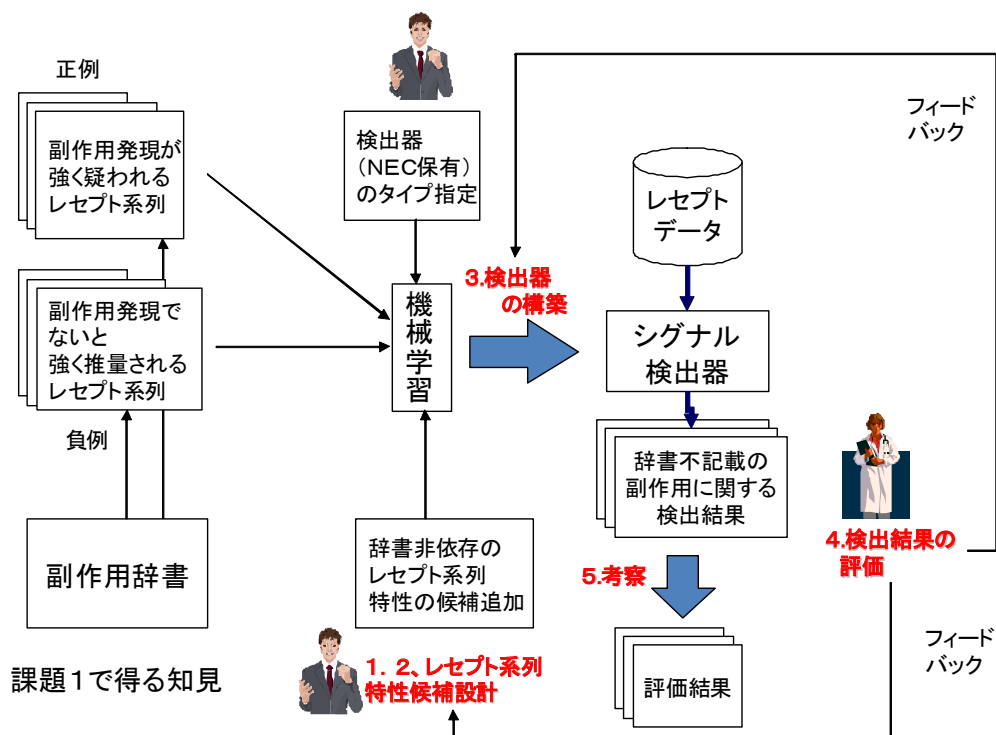 正例
副作用発現が
強く疑われる
レセプト系列
副作用発現で
ないと
強く推量される
レセプト系列
負例
副作用辞書
課題1で得る知見
検出器
（NEC保有）
のタイプ指定
機械学習
辞書非依存の
レセプト系列
特性の候補追加
1. 2、レセプト系列
特性候補設計
3.検出器
の構築
レセプト
データ
シグナル
検出器
辞書不記載の
副作用に関する
検出結果
5.考察
評価結果
フィード
バック
4.検出結果の
評価
フィード
バック